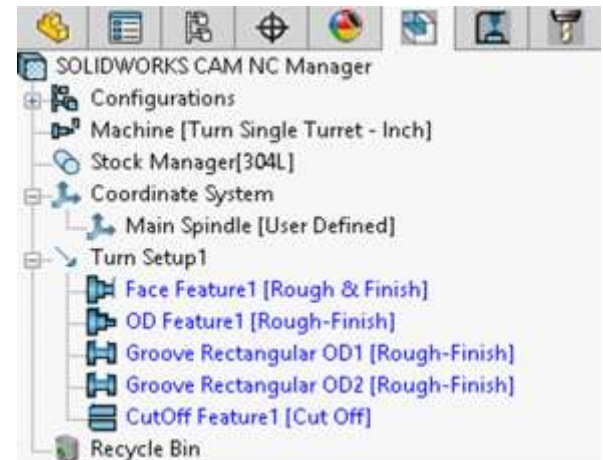 SOLIDWORKS CAM NC Manager
Configurations
Machine [Turn Single Turret - Inch]
Stock Manager[304L]
Coordinate System
Main Spindle [User Defined]
Turn Setup1
Face Feature1 [Rough & Finish]
OD Feature1 [Rough-Finish]
Groove Rectangular OD1 [Rough-Finish]
Groove Rectangular OD2 [Rough-Finish]
CutOff Feature1 [Cut Off]
Recycle Bin